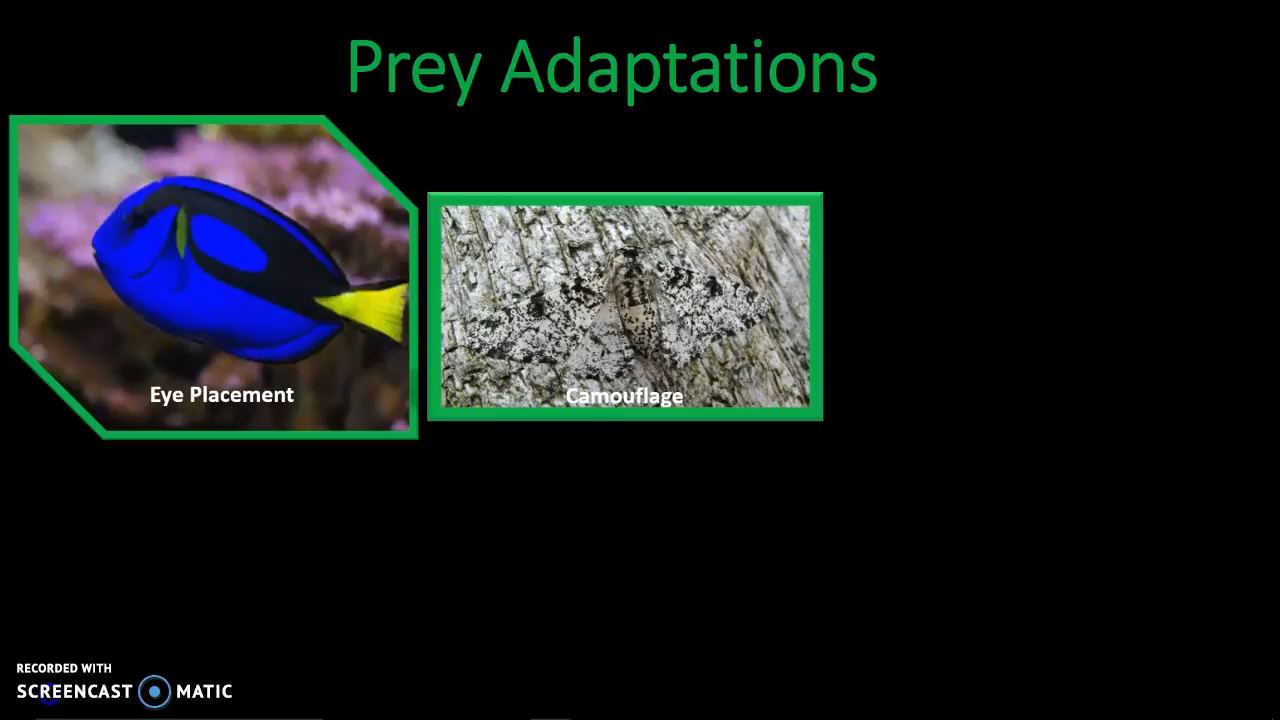 Prey Adaptations
Eye Placement
Camouflage
RECORDED WITH
SCREENCAST MATIC